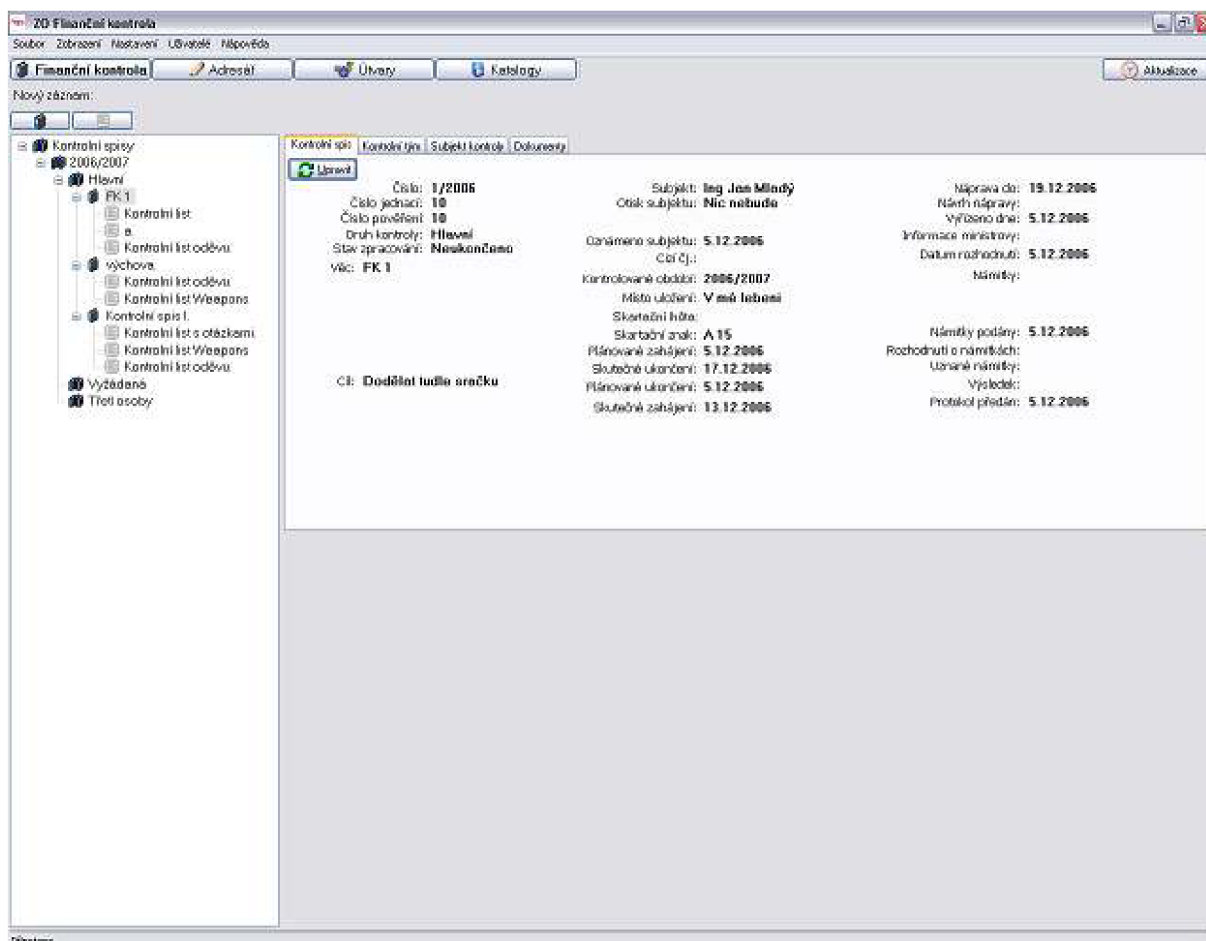 ZO Finanční kontrola
Soubor Zobrazení Nastavení Uživatelé Nápověda
Finanční kontrola Adresář Útvary Katalogy Aktualizace
Nový záznam:
Kontrolní spisy
2006/2007
Hlavní
FK 1
Kontrolní list
a
Kontrolní list oděvu
výchova
Kontrolní list oděvu
Kontrolní list Weapons
Kontrolní spis I.
Kontrolní list s otázkami
Kontrolní list Weapons
Kontrolní list oděvu
Vyžádaná
Třetí osoby
Kontrolní spis Kontrolní tým Subjekt kontroly Dokumenty
Upravit
Číslo: 1/2006
Číslo jednací: 10
Číslo pověření: 10
Druh kontroly: Hlavní
Stav zpracování: Neukončeno
Věc: FK 1
Cíl: Dodělat tudle sračku
Subjekt: Ing Jan Mladý
Otisk subjektu: Nic nebude
Oznámeno subjektu: 5.12.2006
Cizí čj.:
Kontrolované období: 2006/2007
Místo uložení: V mé lebeni
Skartační lhůta:
Skartační znak: A 15
Plánované zahájení: 5.12.2006
Skutečné ukončení: 17.12.2006
Plánované ukončení: 5.12.2006
Skutečné zahájení: 13.12.2006
Náprava do: 19.12.2006
Návrh nápravy:
Vyřízeno dne: 5.12.2006
Informace ministrovy:
Datum rozhodnutí: 5.12.2006
Námitky:
Námitky podány: 5.12.2006
Rozhodnutí o námitkách:
Uznané námitky:
Výsledek:
Protokol předán: 5.12.2006